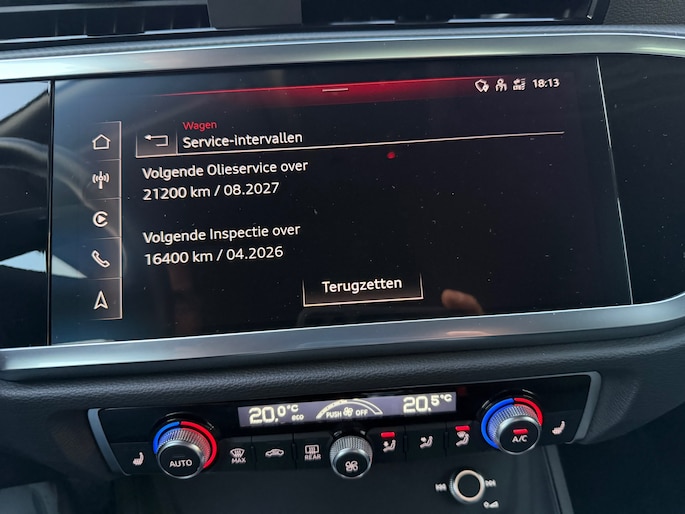 18:13
Wagen
Service-intervallen
Volgende Olieservice over
21200 km / 08.2027
Volgende Inspectie over
16400 km / 04.2026
Terugzetten
20.0°C eco
PUSH OFF
20.5°C
AUTO
MAX
REAR
A/C